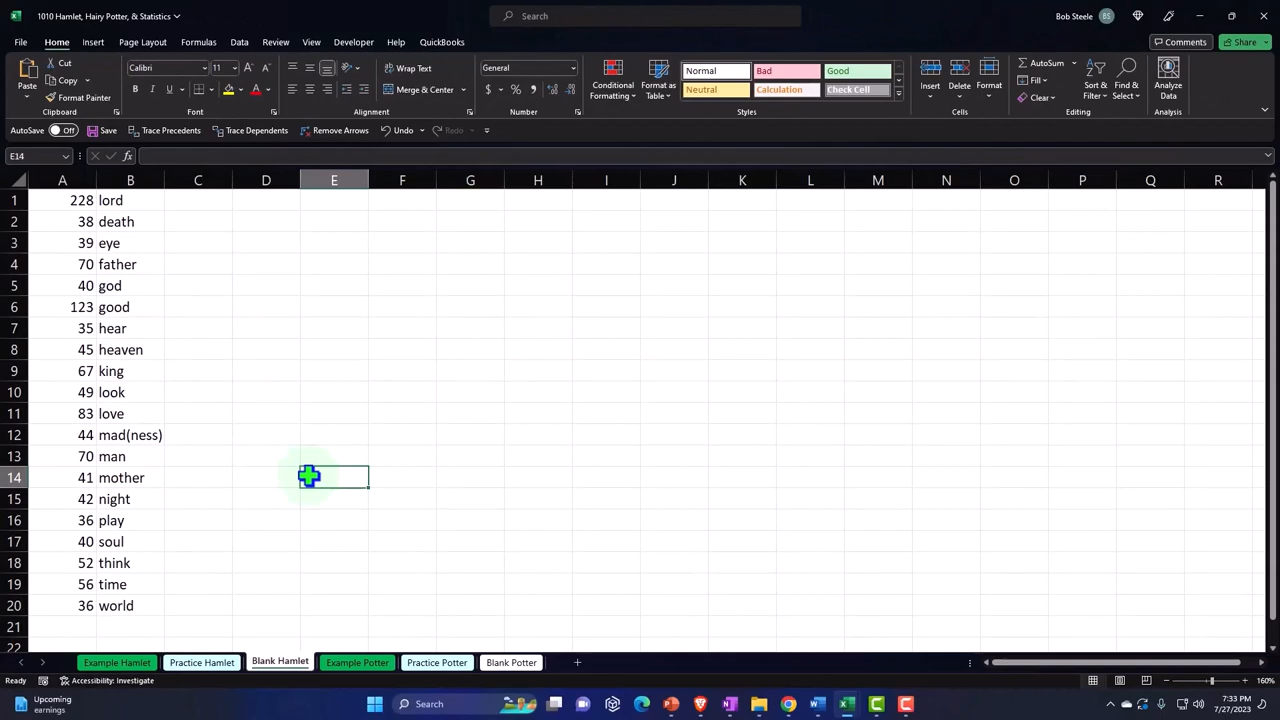 1010 Hamlet, Hairy Potter, & Statistics
Search
Bob Steele BS
File Home Insert Page Layout Formulas Data Review View Developer Help QuickBooks Comments Share
Paste Cut Copy Format Painter Clipboard
Calibri 11 B I U Font
Wrap Text Merge & Center Alignment
General $ % Number
Conditional Formatting Format as Table
Normal Bad Good
Neutral Calculation Check Cell
Styles
Insert Delete Format Cells
AutoSum Fill Clear Sort & Filter Find & Select Editing
Analyze Data Analysis
AutoSave Off Save Trace Precedents Trace Dependents Remove Arrows Undo Redo
E14 fx
A B C D E F G H I J K L M N O P Q R
1 228 lord
2 38 death
3 39 eye
4 70 father
5 40 god
6 123 good
7 35 hear
8 45 heaven
9 67 king
10 49 look
11 83 love
12 44 mad(ness)
13 70 man
14 41 mother
15 42 night
16 36 play
17 40 soul
18 52 think
19 56 time
20 36 world
21
22
Example Hamlet Practice Hamlet Blank Hamlet Example Potter Practice Potter Blank Potter
Ready Accessibility: Investigate 160%
Upcoming earnings
Search
7:33 PM
7/27/2023